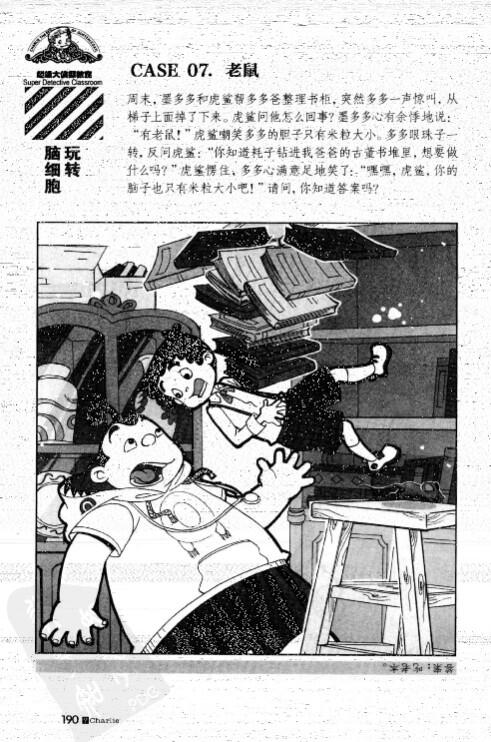 超级大侦探教室
Super Detective Classroom
玩转
脑细胞
CASE 07. 老鼠
周末，墨多多和虎鲨帮多多爸整理书柜，突然多多一声惊叫，从
梯子上面掉了下来。虎鲨问他怎么回事？墨多多心有余悸地说：
“有老鼠！”虎鲨嘲笑多多的胆子只有米粒大小。多多眼珠子一
转，反问虎鲨：“你知道耗子钻进我爸爸的古董书堆里，想要做
什么吗？”虎鲨愣住，多多心满意足地笑了：“嘿嘿，虎鲨，你的
脑子也只有米粒大小吧！”请问，你知道答案吗？
答案：吃老本。
190 Charlie